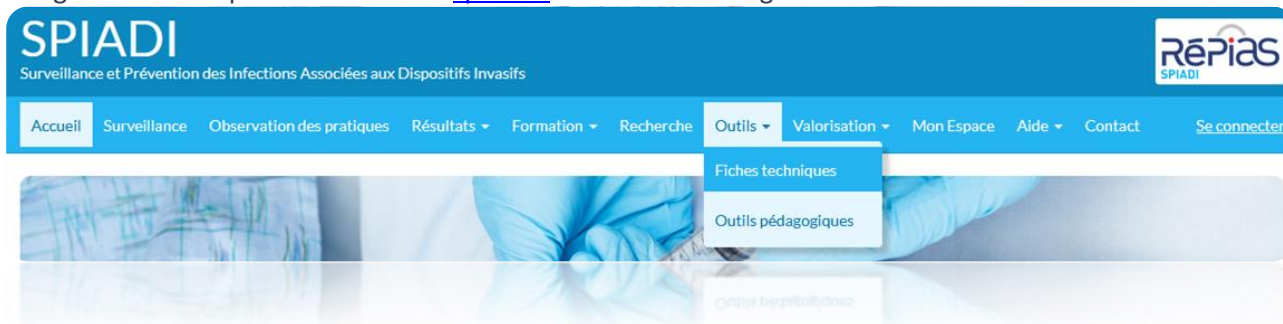 SPIADI
Surveillance et Prévention des Infections Associées aux Dispositifs Invasifs
RéPias
SPIADI
Accueil Surveillance Observation des pratiques Résultats Formation Recherche Outils Valorisation Mon Espace Aide Contact Se connecter
Fiches techniques
Outils pédagogiques